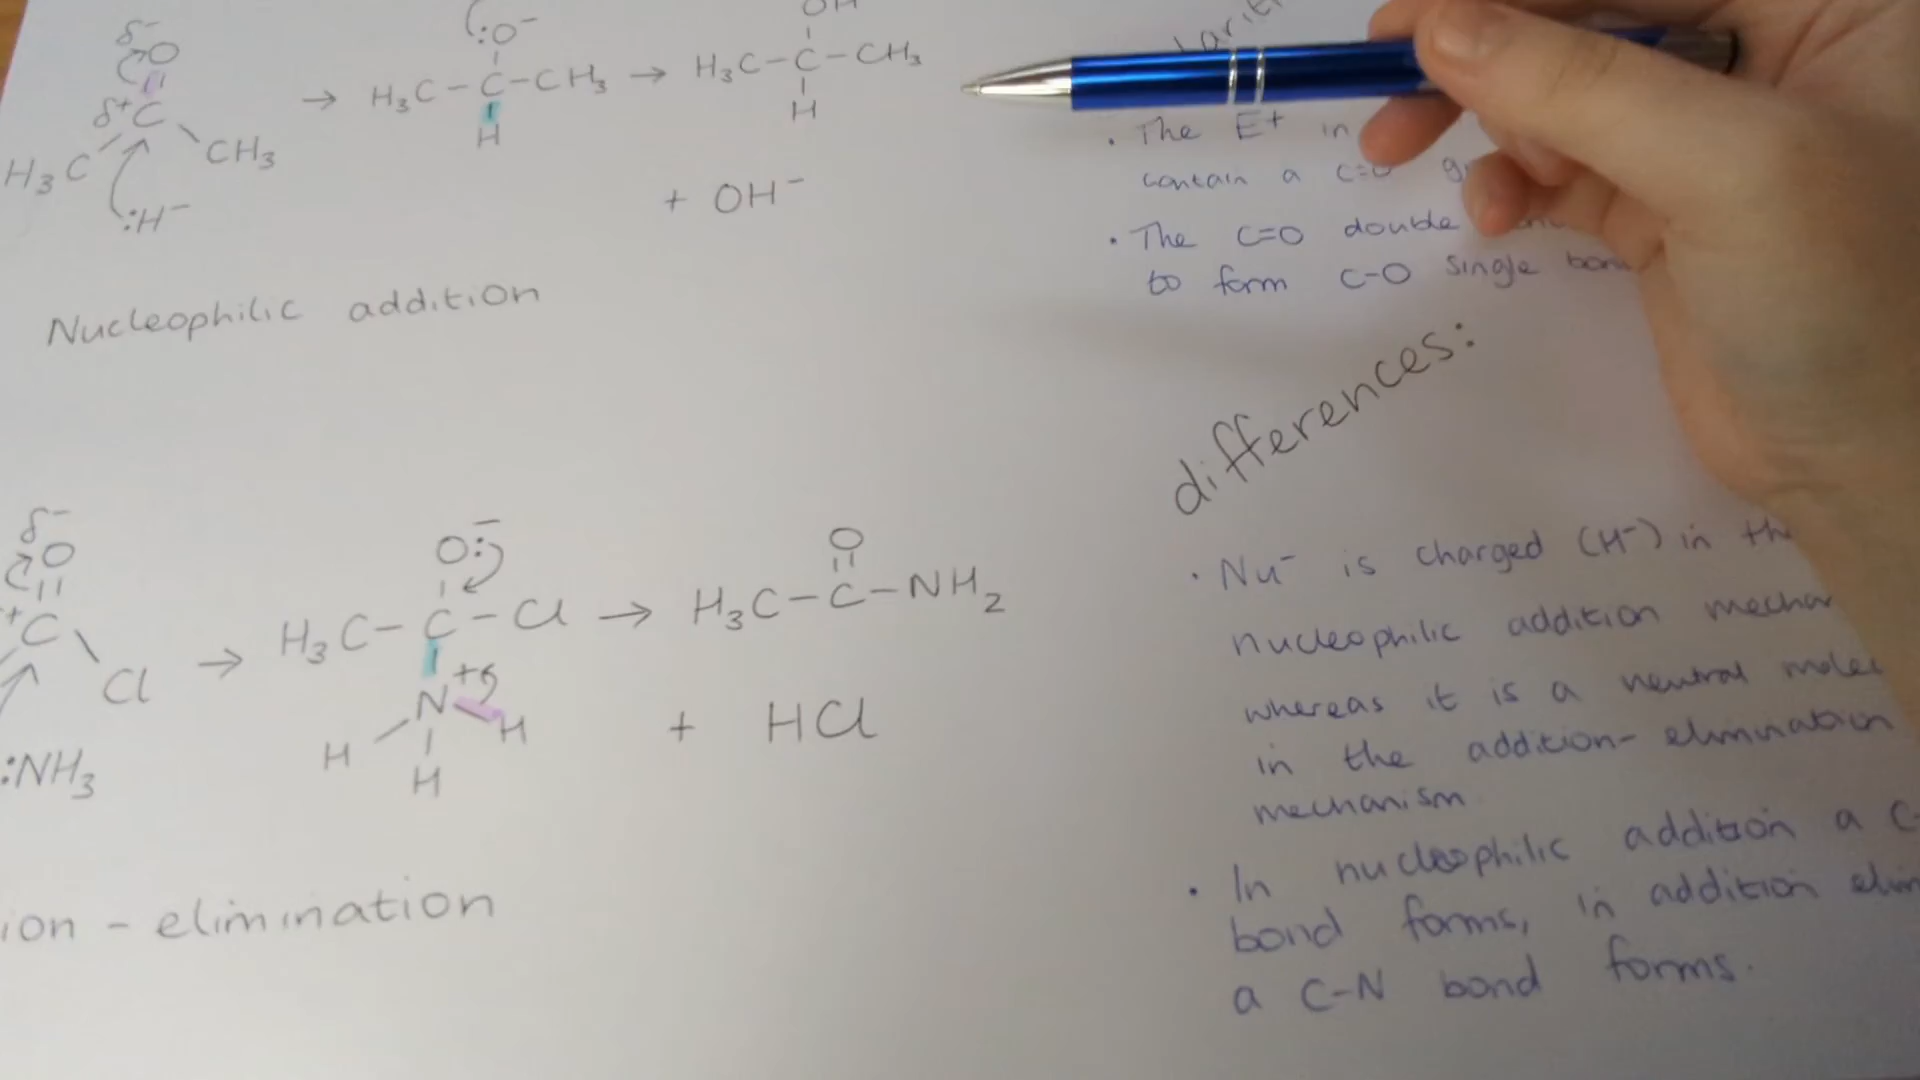 δ-
O
δ+ C
H3C
CH3
:H-
→
:O-
H3C-C-CH3
H
→
OH
H3C-C-CH3
H
+ OH-
Nucleophilic addition
δ-
O
+C
Cl
:NH3
→
O:-
H3C-C-Cl
N+
H
H
H
→
O
H3C-C-NH2
+ HCl
- elimination
• The E+ in
contain a C=O
• The C=O double
to form C-O single
differences:
• Nu- is charged (H-) in
nucleophilic addition
whereas it is a neutral
in the addition-elimination
mechanism.
• In nucleophilic addition a
bond forms, in addition
a C-N bond forms.